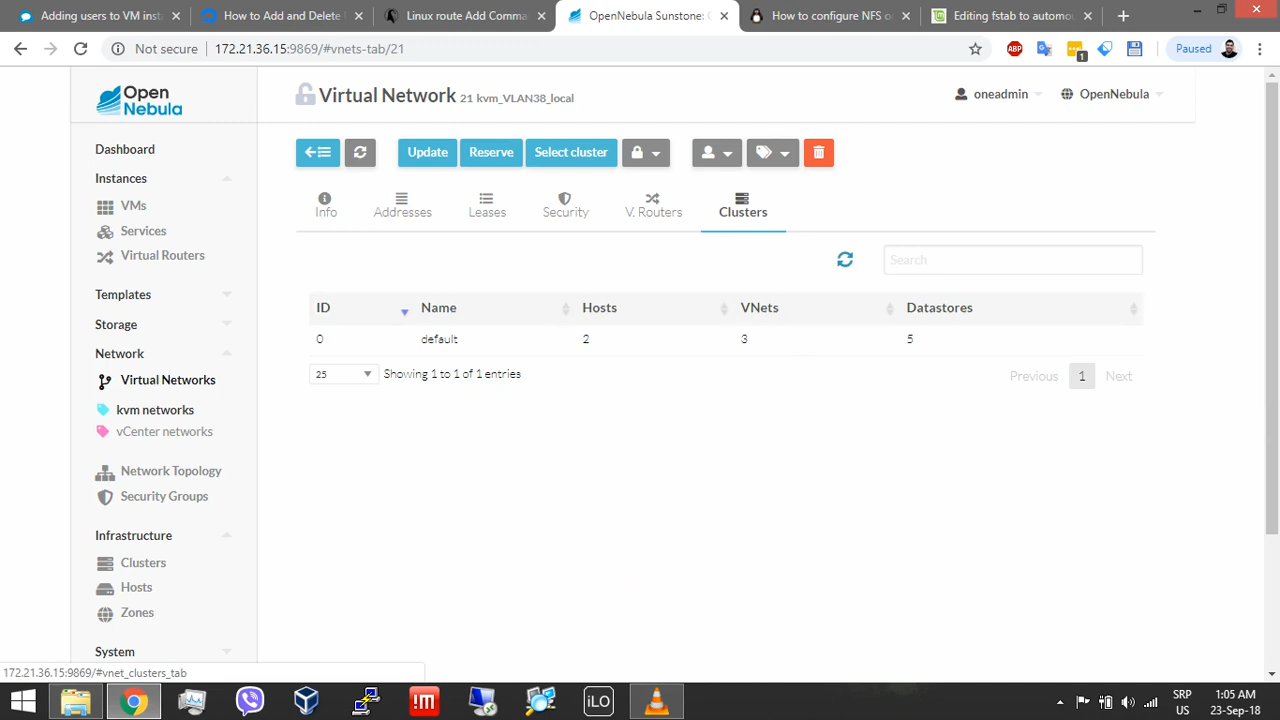 Adding users to VM inst
How to Add and Delete
Linux route Add Comma
OpenNebula Sunstone:
How to configure NFS o
Editing fstab to automou
Not secure
172.21.36.15:9869/#vnets-tab/21
ABP
1
Paused
Open
Nebula
Virtual Network 21 kvm_VLAN38_local
oneadmin
OpenNebula
Update
Reserve
Select cluster
Info
Addresses
Leases
Security
V. Routers
Clusters
Search
ID
Name
Hosts
VNets
Datastores
0
default
2
3
5
25
Showing 1 to 1 of 1 entries
Previous
1
Next
Dashboard
Instances
VMs
Services
Virtual Routers
Templates
Storage
Network
Virtual Networks
kvm networks
vCenter networks
Network Topology
Security Groups
Infrastructure
Clusters
Hosts
Zones
System
172.21.36.15:9869/#vnet_clusters_tab
!M
iLO
SRP
US
1:05 AM
23-Sep-18